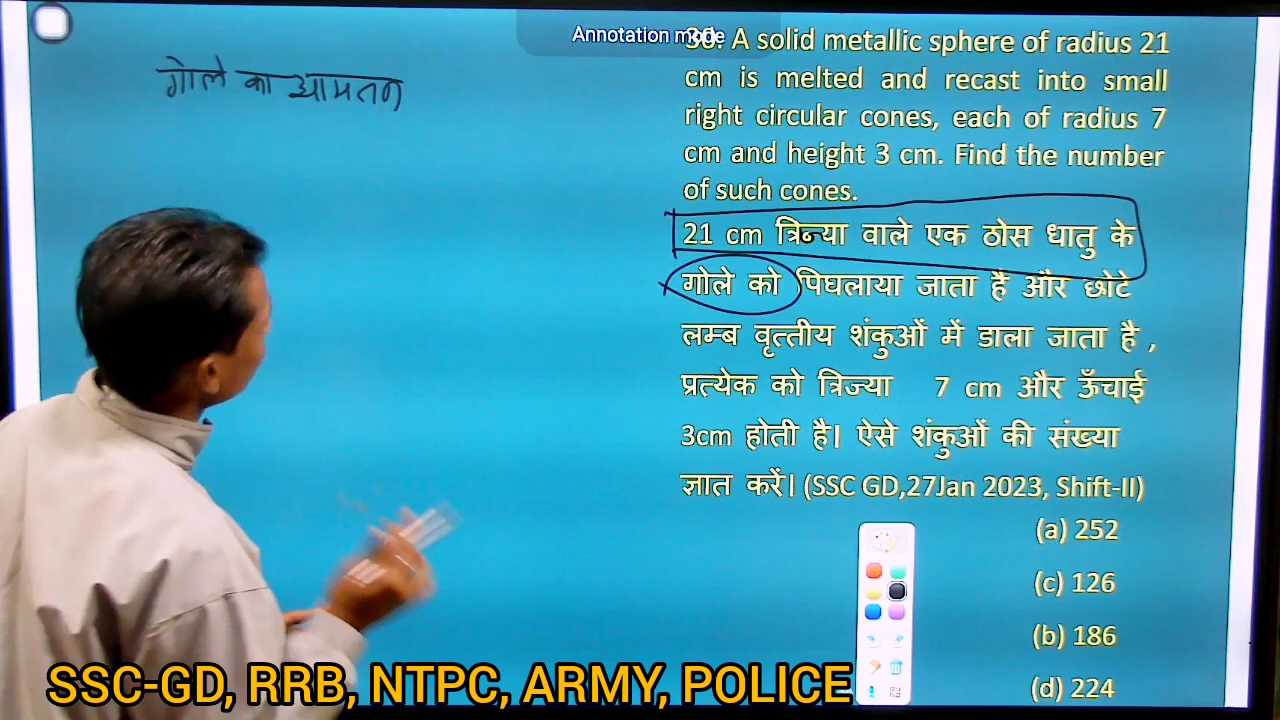 Annotation mode
गोले का आयतन
30. A solid metallic sphere of radius 21
cm is melted and recast into small
right circular cones, each of radius 7
cm and height 3 cm. Find the number
of such cones.
21 cm त्रिज्या वाले एक ठोस धातु के
गोले को पिघलाया जाता है और छोटे
लम्ब वृत्तीय शंकुओं में डाला जाता है ,
प्रत्येक को त्रिज्या 7 cm और ऊँचाई
3cm होती है। ऐसे शंकुओं की संख्या
ज्ञात करें। (SSC GD,27Jan 2023, Shift-II)
(a) 252
(c) 126
(b) 186
(d) 224
SSC-GD, RRB, NTPC, ARMY, POLICE